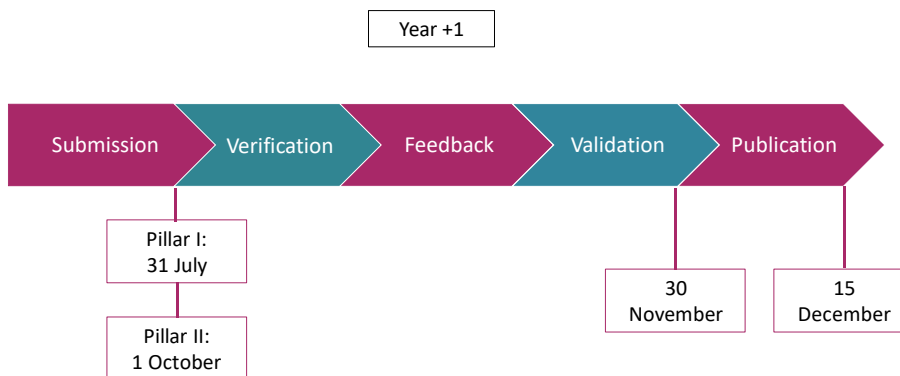 Year +1
Submission
Verification
Feedback
Validation
Publication
Pillar I:
31 July
Pillar II:
1 October
30
November
15
December